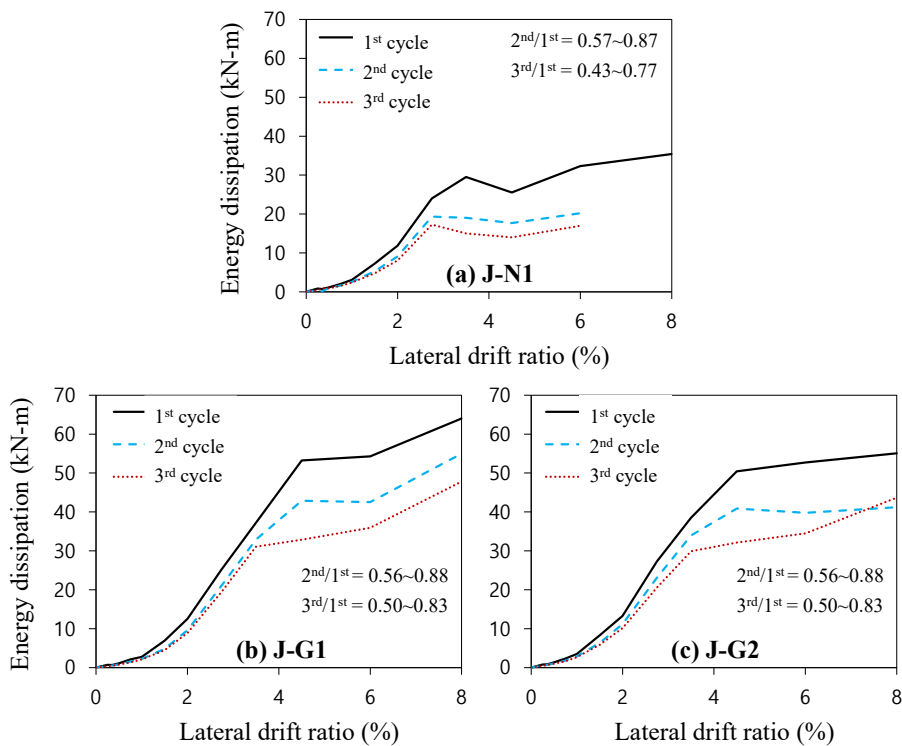 Energy dissipation (kN-m)
70
60
50
40
30
20
10
0
1st cycle
2nd cycle
3rd cycle
2nd/1st = 0.57~0.87
3rd/1st = 0.43~0.77
(a) J-N1
0 2 4 6 8
Lateral drift ratio (%)
Energy dissipation (kN-m)
70
60
50
40
30
20
10
0
1st cycle
2nd cycle
3rd cycle
2nd/1st = 0.56~0.88
3rd/1st = 0.50~0.83
(b) J-G1
0 2 4 6 8
Lateral drift ratio (%)
70
60
50
40
30
20
10
0
1st cycle
2nd cycle
3rd cycle
2nd/1st = 0.56~0.88
3rd/1st = 0.50~0.83
(c) J-G2
0 2 4 6 8
Lateral drift ratio (%)